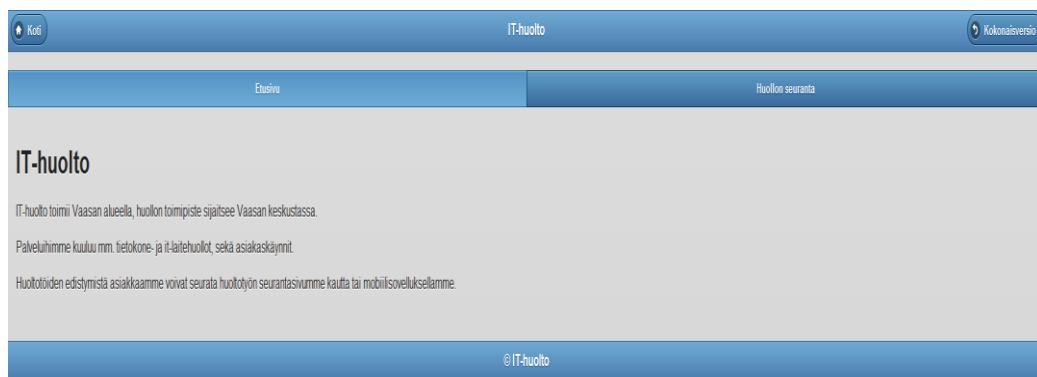 Koti
IT-huolto
Kokonaisversio
Etusivu
Huollon seuranta
IT-huolto
IT-huolto toimii Vaasan alueella, huollon toimipiste sijaitsee Vaasan keskustassa.
Palveluihimme kuuluu mm. tietokone- ja it-laitehuollot, sekä asiakaskäynnit.
Huoltotöiden edistymistä asiakkaamme voivat seurata huoltotyön seurantasivumme kautta tai mobiilisovelluksellamme.
© IT-huolto